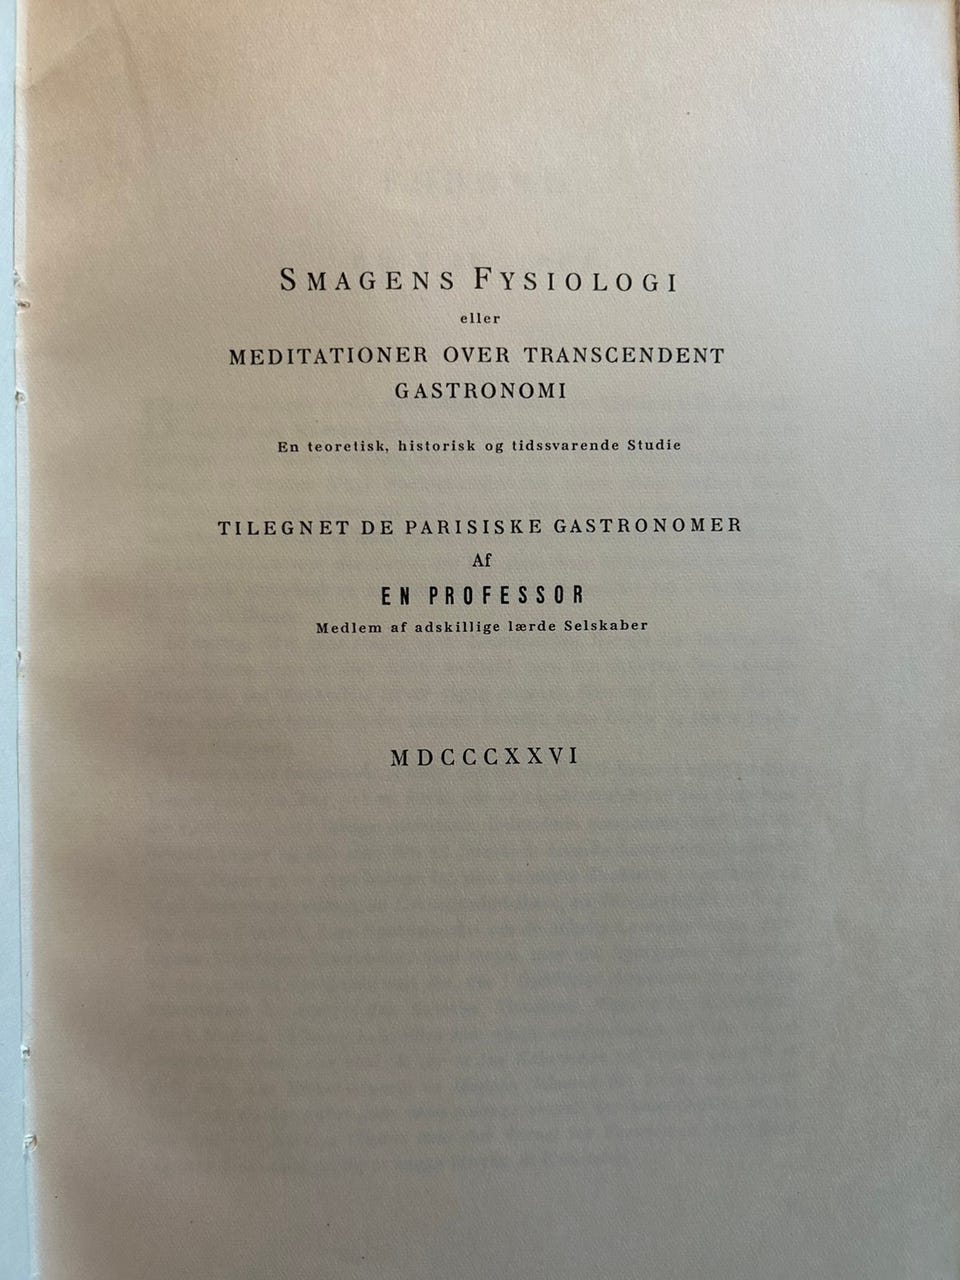 SMAGENS FYSIOLOGI
eller
MEDITATIONER OVER TRANSCENDENT
GASTRONOMI
En teoretisk, historisk og tidssvarende Studie
TILEGNET DE PARISISKE GASTRONOMER
Af
EN PROFESSOR
Medlem af adskillige lærde Selskaber
MDCCCXXVI